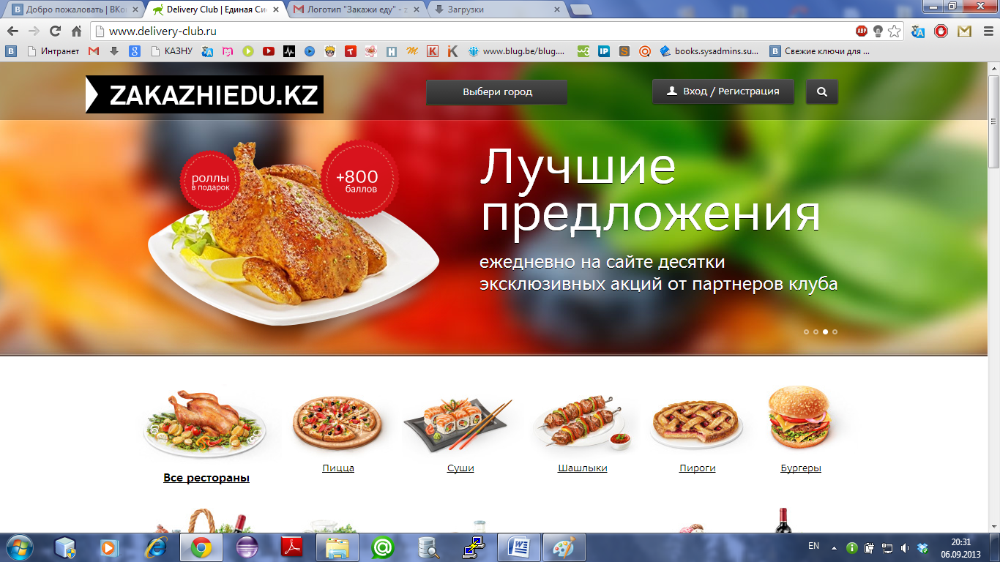 Добро пожаловать | ВКо
Delivery Club | Единая Си
Логотип "Закажи еду" - z
Загрузки
www.delivery-club.ru
ABP
Интранет
КАЗНУ
www.blug.be/blug....
IP
books.sysadmins.su...
Свежие ключи для ...
ZAKAZHIEDU.KZ
Выбери город
Вход / Регистрация
роллы
в подарок
+800
баллов
Лучшие
предложения
ежедневно на сайте десятки
эксклюзивных акций от партнеров клуба
Все рестораны
Пицца
Суши
Шашлыки
Пироги
Бургеры
EN
20:31
06.09.2013